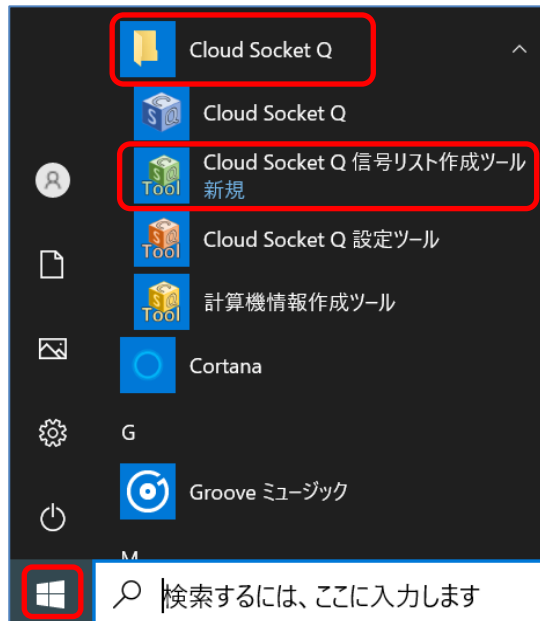 Cloud Socket Q
S@
Cloud Socket Q
S@
Tool
Cloud Socket Q 信号リスト作成ツール
新規
S@
Tool
Cloud Socket Q 設定ツール
S@
Tool
計算機情報作成ツール
Cortana
G
Groove ミュージック
M
検索するには、ここに入力します